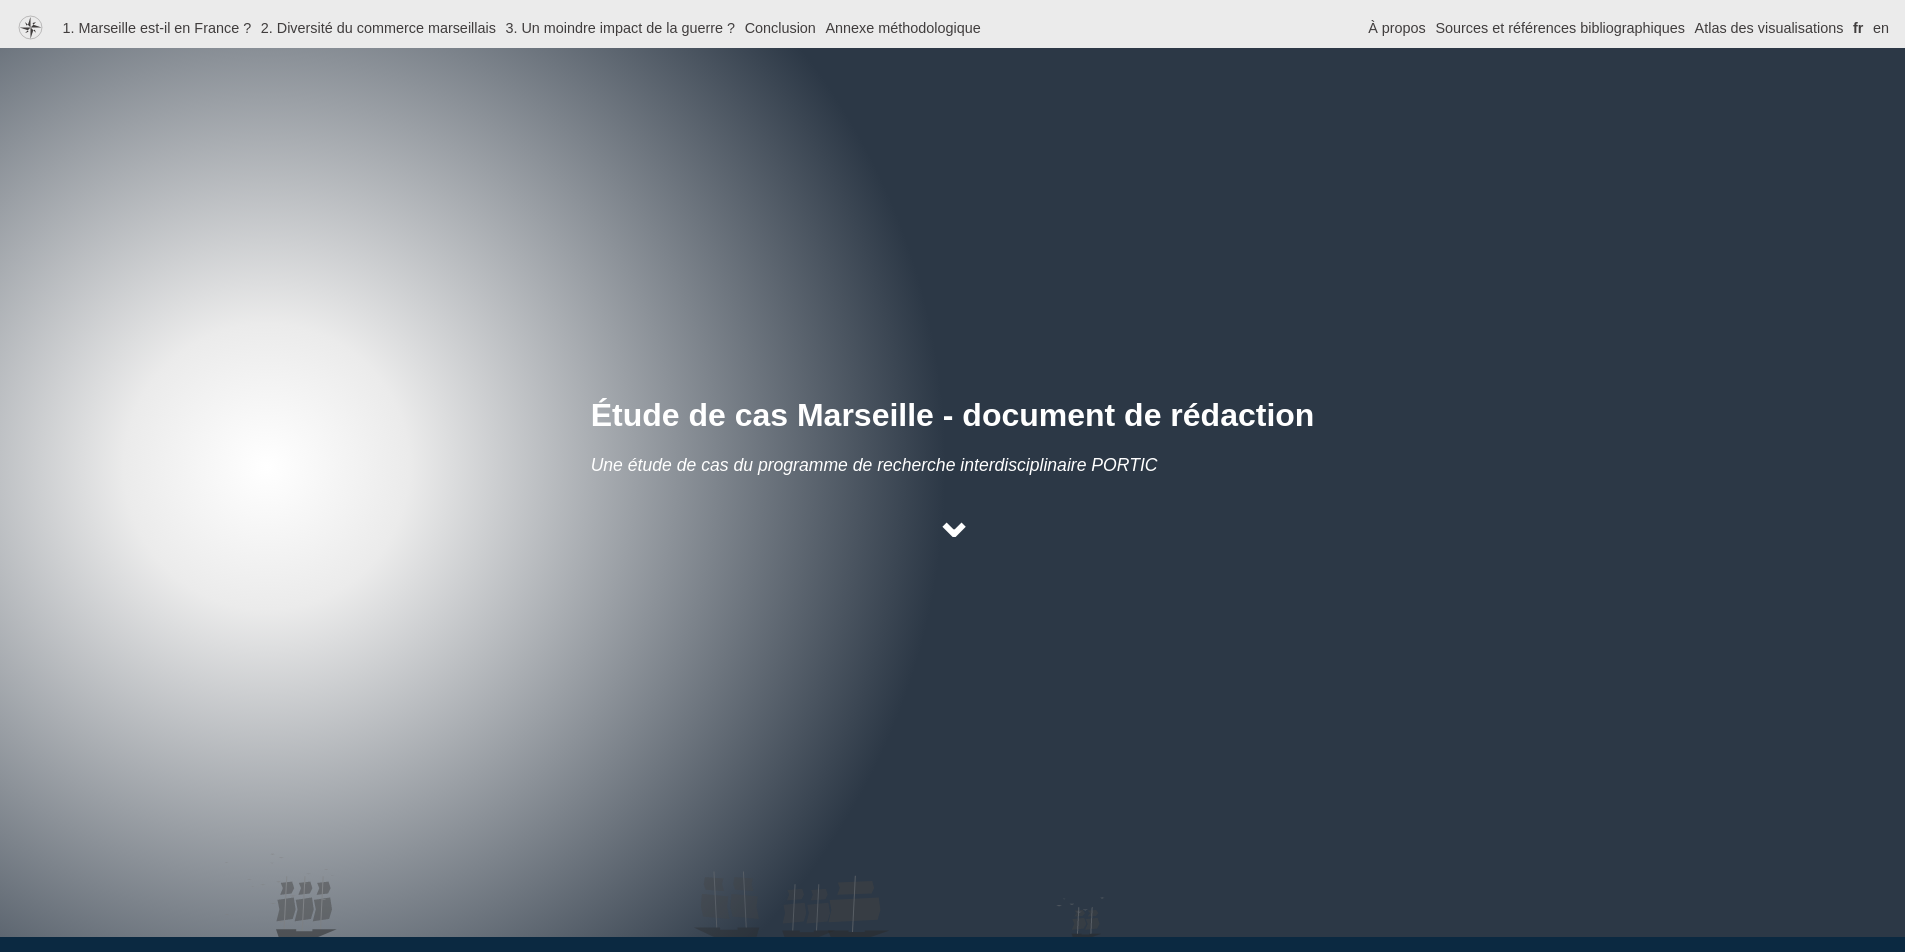 1. Marseille est-il en France ? 2. Diversité du commerce marseillais 3. Un moindre impact de la guerre ? Conclusion Annexe méthodologique À propos Sources et références bibliographiques Atlas des visualisations fr en
Étude de cas Marseille - document de rédaction
Une étude de cas du programme de recherche interdisciplinaire PORTIC